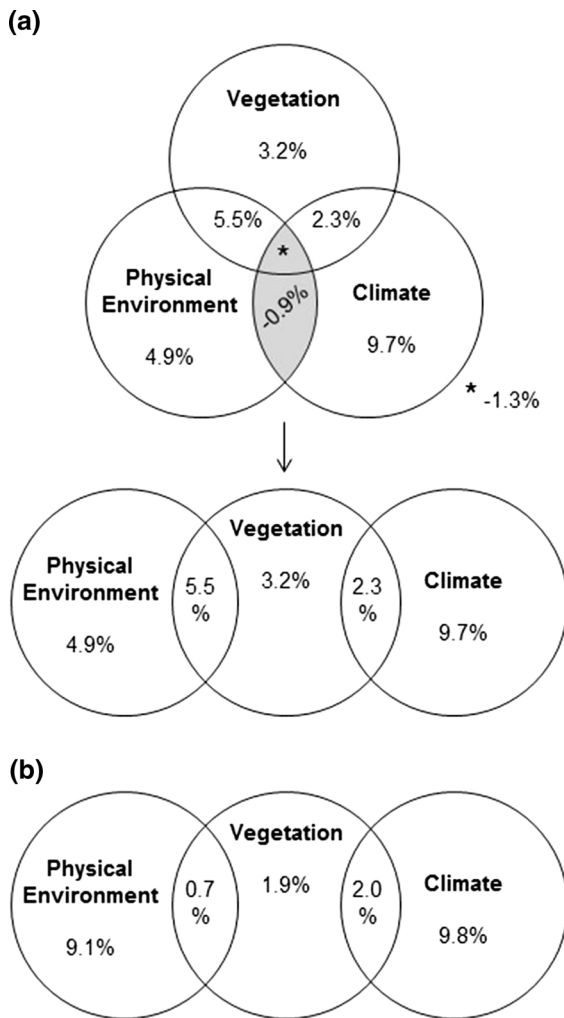 (a)
Vegetation
3.2%
5.5%
2.3%
*
Physical
Environment
-0.9%
Climate
4.9%
9.7%
* -1.3%
Vegetation
Physical
Environment
5.5
%
3.2%
2.3
%
Climate
4.9%
9.7%
(b)
Vegetation
Physical
Environment
0.7
%
1.9%
2.0
%
Climate
9.1%
9.8%